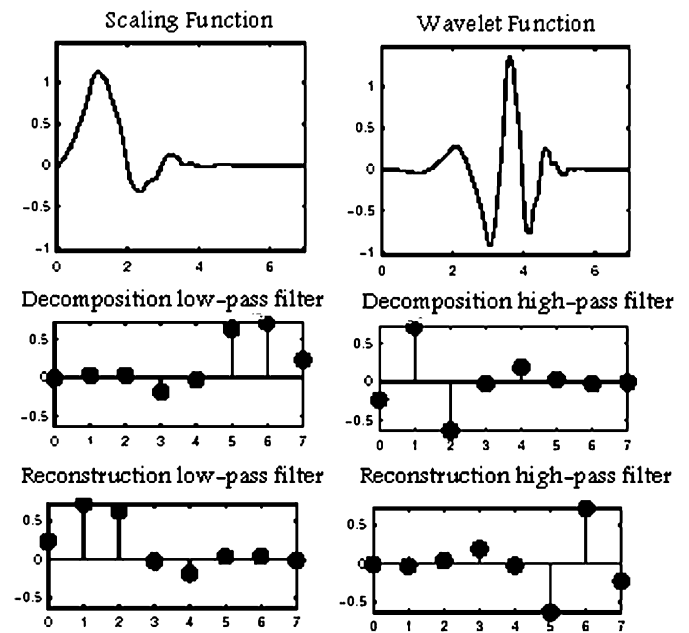 Scaling Function
Wavelet Function
1
0.5
0
-0.5
-1
0 2 4 6
1
0.5
0
-0.5
-1
0 2 4 6
Decomposition low-pass filter
Decomposition high-pass filter
0.5
0
-0.5
0 1 2 3 4 5 6 7
0.5
0
-0.5
0 1 2 3 4 5 6 7
Reconstruction low-pass filter
Reconstruction high-pass filter
0.5
0
-0.5
0 1 2 3 4 5 6 7
0.5
0
-0.5
0 1 2 3 4 5 6 7